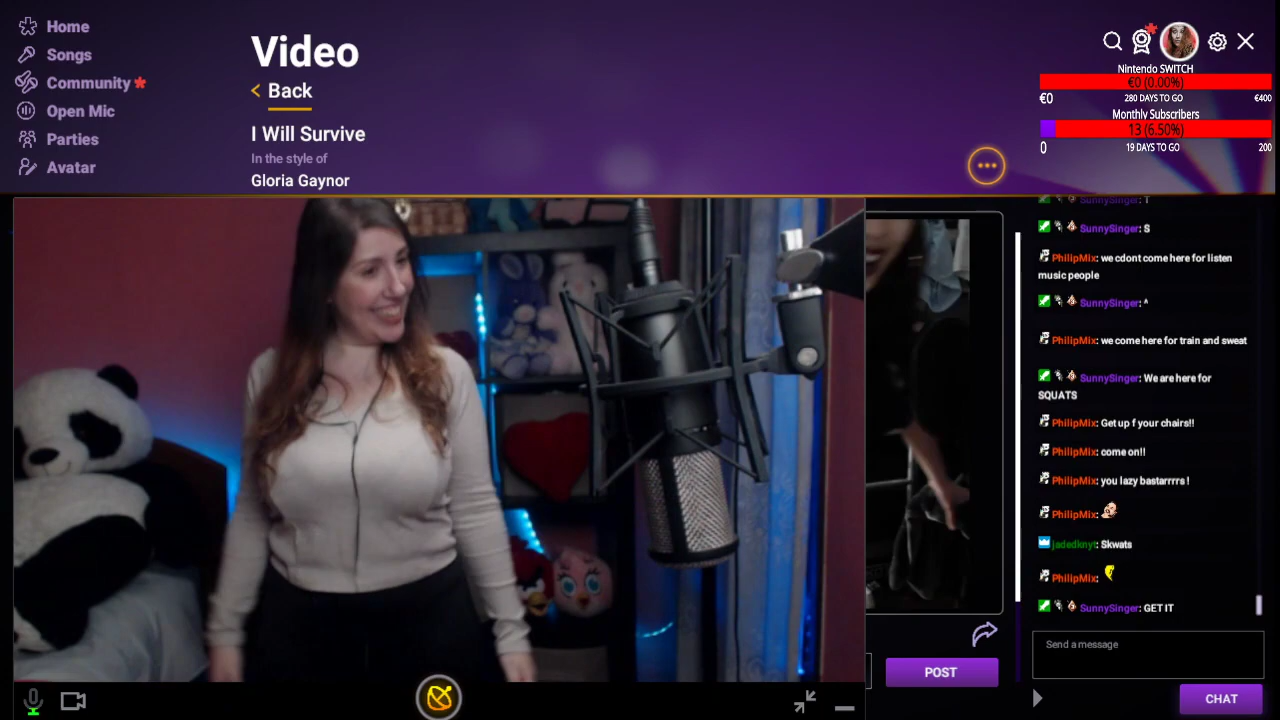 Home
Songs
Community *
Open Mic
Parties
Avatar
Video
< Back
I Will Survive
In the style of
Gloria Gaynor
Nintendo SWITCH
€0 (0.00%)
€0 280 DAYS TO GO €400
Monthly Subscribers
13 (6.50%)
0 19 DAYS TO GO 200
SunnySinger: T
SunnySinger: S
PhilipMix: we cdont come here for listen
music people
SunnySinger: ^
PhilipMix: we come here for train and sweat
SunnySinger: We are here for
SQUATS
PhilipMix: Get up f your chairs!!
PhilipMix: come on!!
PhilipMix: you lazy bastarrrrs !
PhilipMix:
jadedknyt: Skwats
PhilipMix:
SunnySinger: GET IT
Send a message
POST
CHAT